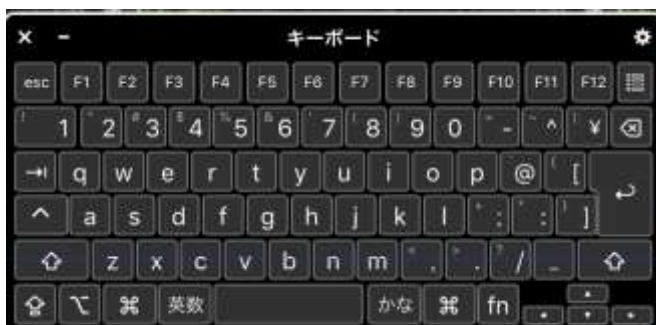 キーボード
esc F1 F2 F3 F4 F5 F6 F7 F8 F9 F10 F11 F12
! 1 " 2 # 3 $ 4 % 5 & 6 ' 7 ( 8 ) 9 0 = - ~ ^ | ¥
q w e r t y u i o p @ [
a s d f g h j k l + ; * : ]
z x c v b n m , . ? / _
⌥ ⌘ 英数 かな ⌘ fn